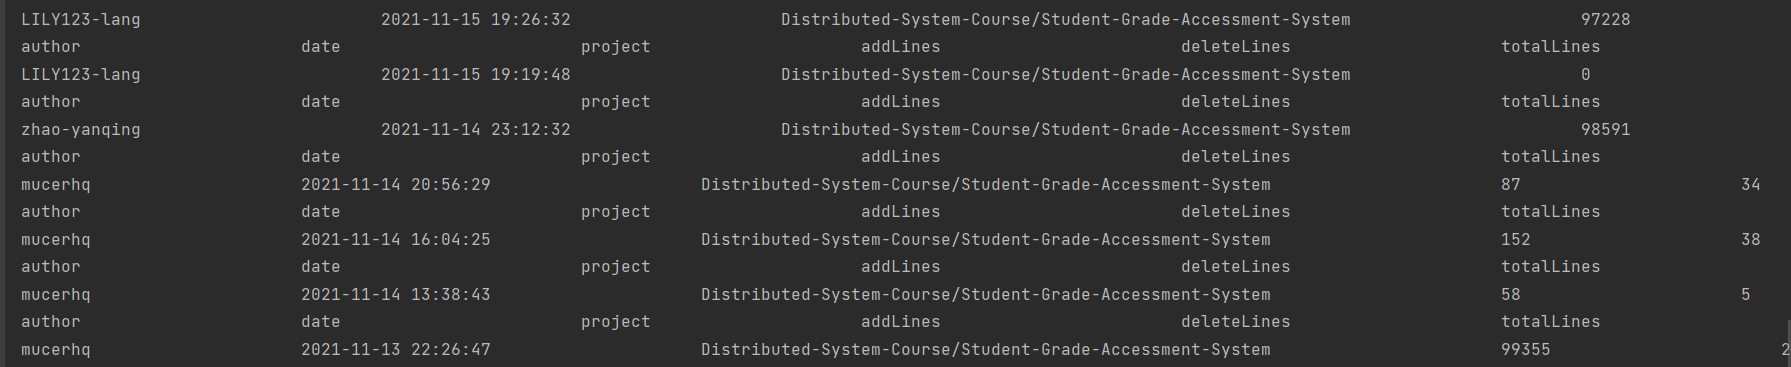 LILY123-lang 2021-11-15 19:26:32 Distributed-System-Course/Student-Grade-Accessment-System 97228
author date project addLines deleteLines totalLines
LILY123-lang 2021-11-15 19:19:48 Distributed-System-Course/Student-Grade-Accessment-System 0
author date project addLines deleteLines totalLines
zhao-yanqing 2021-11-14 23:12:32 Distributed-System-Course/Student-Grade-Accessment-System 98591
author date project addLines deleteLines totalLines
mucerhq 2021-11-14 20:56:29 Distributed-System-Course/Student-Grade-Accessment-System 87 34
author date project addLines deleteLines totalLines
mucerhq 2021-11-14 16:04:25 Distributed-System-Course/Student-Grade-Accessment-System 152 38
author date project addLines deleteLines totalLines
mucerhq 2021-11-14 13:38:43 Distributed-System-Course/Student-Grade-Accessment-System 58 5
author date project addLines deleteLines totalLines
mucerhq 2021-11-13 22:26:47 Distributed-System-Course/Student-Grade-Accessment-System 99355 2